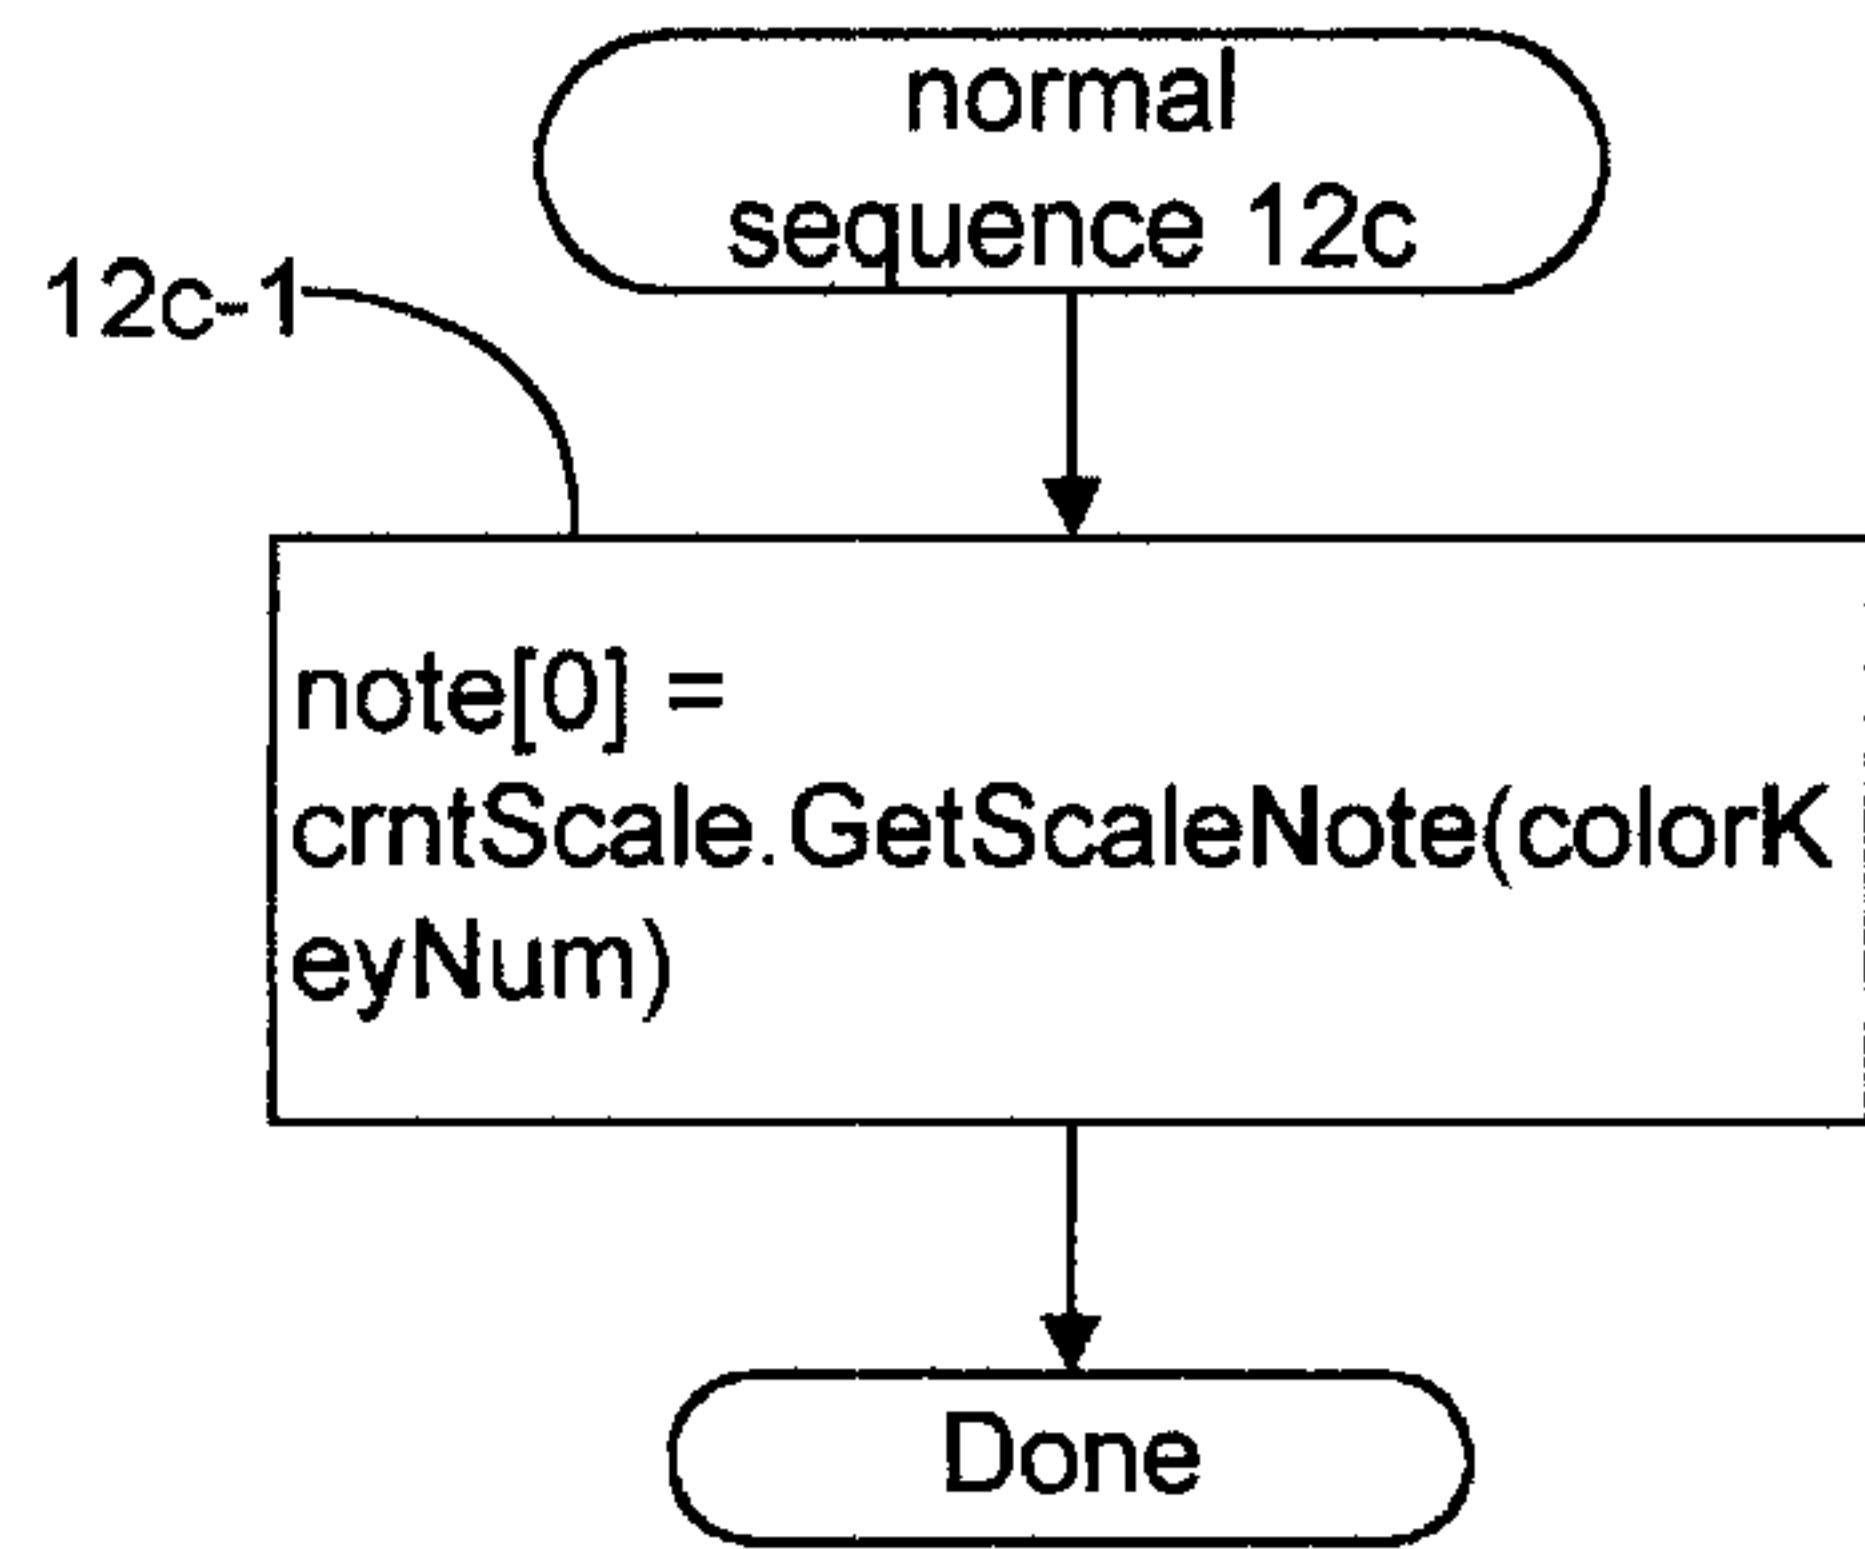 normal
sequence 12c
12c-1
note[0] =
crntScale.GetScaleNote(colorK
eyNum)
Done